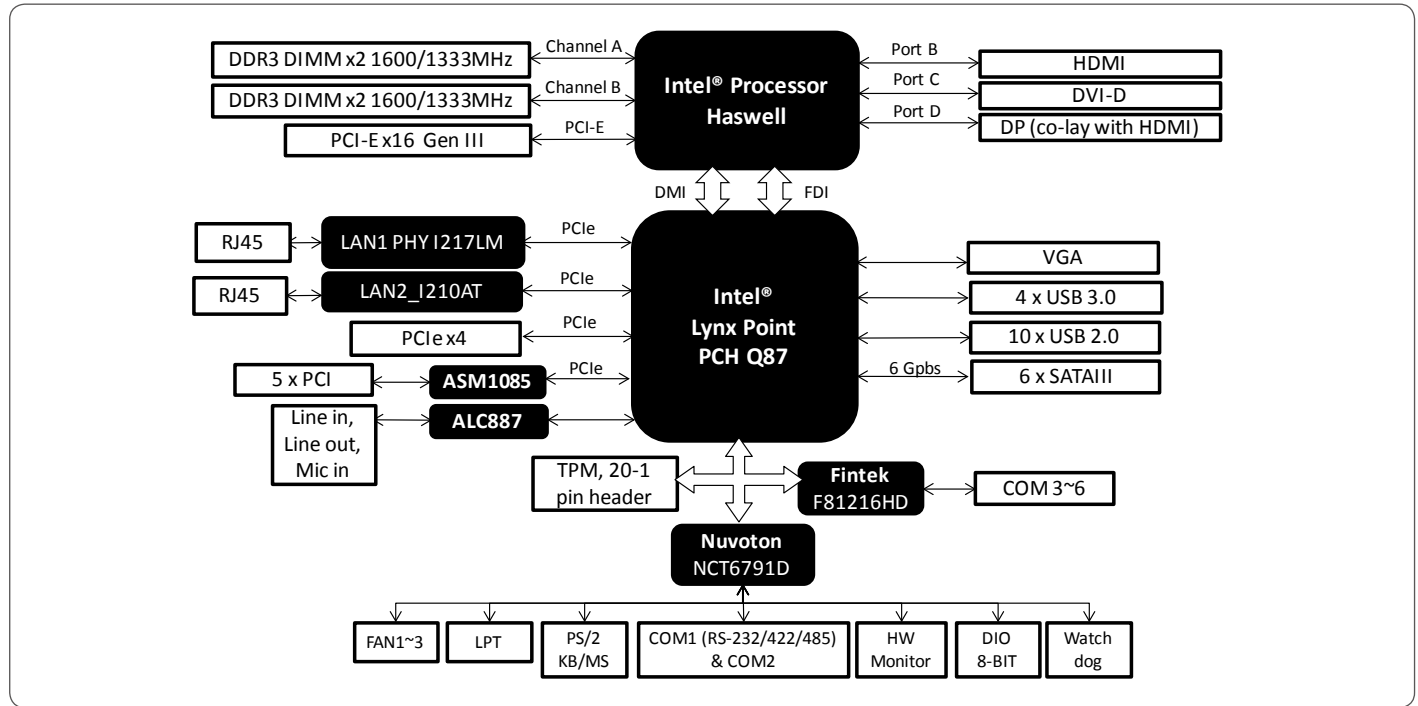 DDR3 DIMM x2 1600/1333MHz
Channel A
DDR3 DIMM x2 1600/1333MHz
Channel B
PCI-E x16 Gen III
PCI-E
Intel® Processor
Haswell
Port B
HDMI
Port C
DVI-D
Port D
DP (co-lay with HDMI)
DMI
FDI
RJ45
LAN1 PHY I217LM
PCIe
RJ45
LAN2_I210AT
PCIe
PCIe x4
PCIe
5 x PCI
ASM1085
PCIe
Line in,
Line out,
Mic in
ALC887
Intel®
Lynx Point
PCH Q87
VGA
4 x USB 3.0
10 x USB 2.0
6 Gpbs
6 x SATAIII
TPM, 20-1
pin header
Fintek
F81216HD
COM 3~6
Nuvoton
NCT6791D
FAN1~3
LPT
PS/2
KB/MS
COM1 (RS-232/422/485)
& COM2
HW
Monitor
DIO
8-BIT
Watch
dog